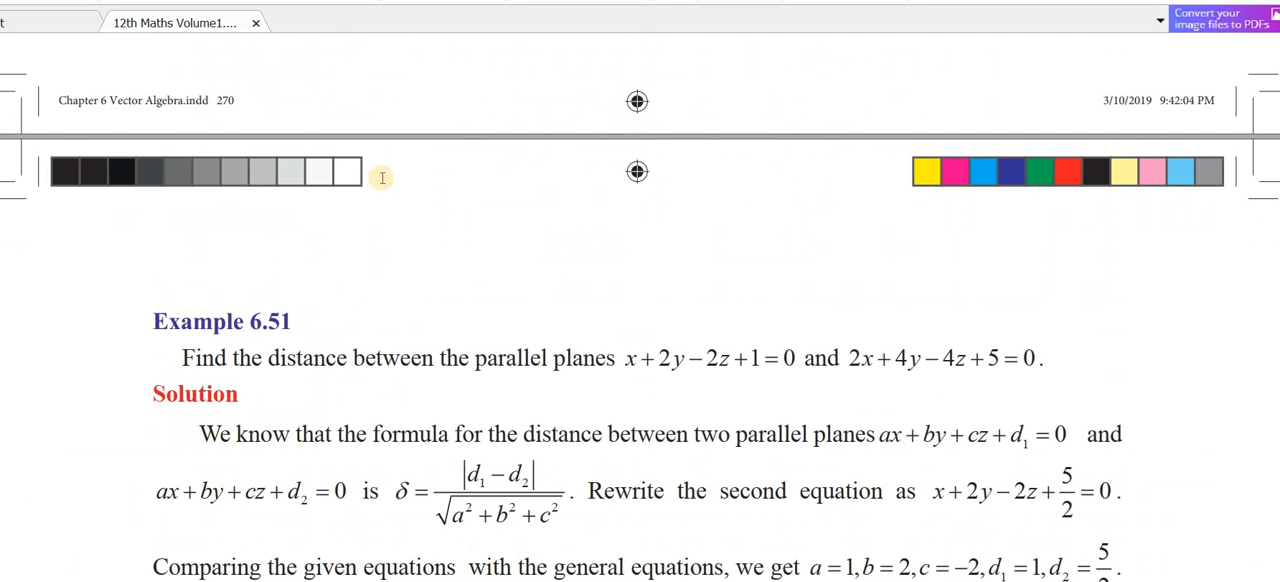 t
12th Maths Volume1....
×
Convert your
image files to PDFs
Chapter 6 Vector Algebra.indd 270
3/10/2019 9:42:04 PM
Example 6.51
Find the distance between the parallel planes x + 2y − 2z + 1 = 0 and 2x + 4y − 4z + 5 = 0.
Solution
We know that the formula for the distance between two parallel planes ax + by + cz + d₁ = 0 and
ax + by + cz + d₂ = 0 is δ = |d₁ − d₂| / √(a² + b² + c²). Rewrite the second equation as x + 2y − 2z + 5/2 = 0.
Comparing the given equations with the general equations, we get a = 1, b = 2, c = −2, d₁ = 1, d₂ = 5/2.